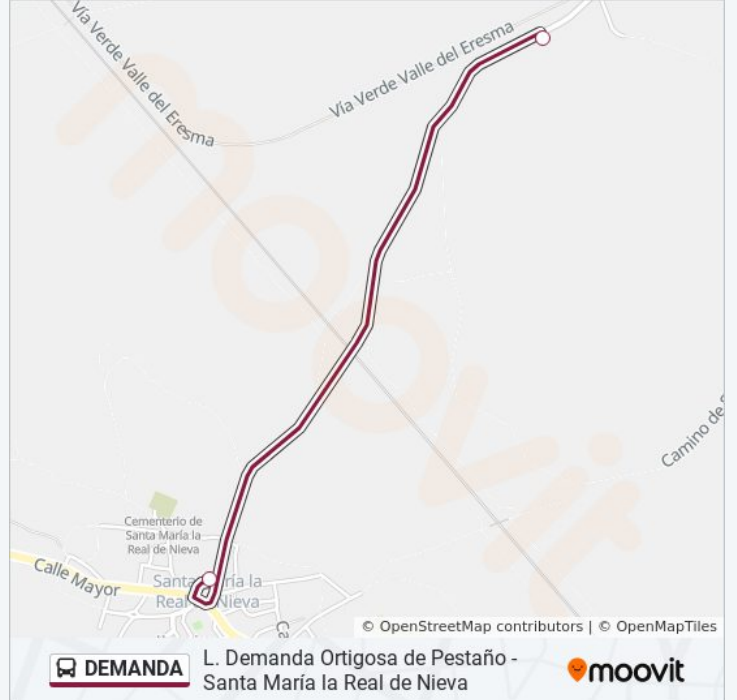 Vía Verde Valle del Eresma
Vía Verde Valle del Eresma
Camino de
Cementerio de
Santa María la
Real de Nieva
Calle Mayor
Santa María la
Real de Nieva
moovit
© OpenStreetMap contributors | © OpenMapTiles
DEMANDA
L. Demanda Ortigosa de Pestaño -
Santa María la Real de Nieva
moovit